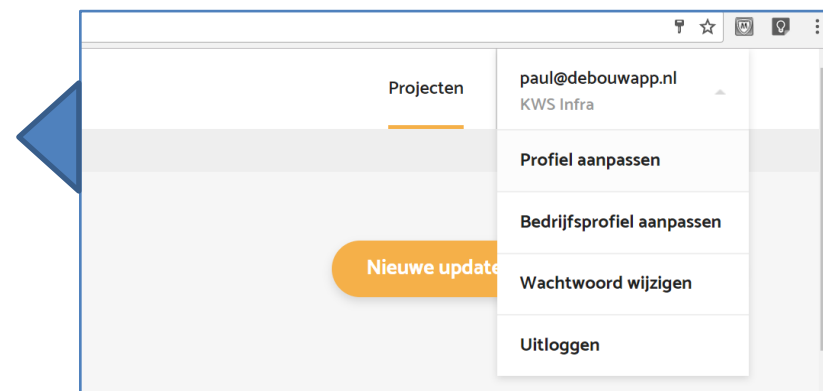 Projecten
paul@debouwapp.nl
KWS Infra
Profiel aanpassen
Bedrijfsprofiel aanpassen
Nieuwe update
Wachtwoord wijzigen
Uitloggen